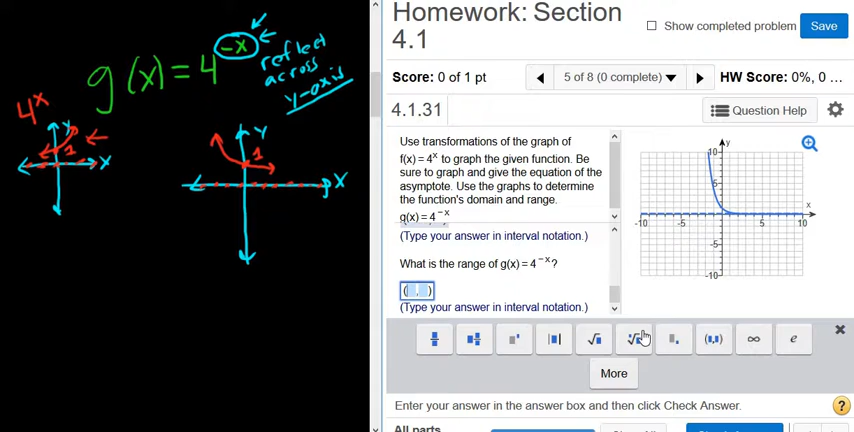 g(x) = 4^-x
reflect
across
y-axis
4^x
y
1
x
y
1
x
Homework: Section
4.1
Show completed problem
Save
Score: 0 of 1 pt
5 of 8 (0 complete)
HW Score: 0%, 0 ...
4.1.31
Question Help
Use transformations of the graph of
f(x) = 4^x to graph the given function. Be
sure to graph and give the equation of the
asymptote. Use the graphs to determine
the function's domain and range.
g(x) = 4^-x
(Type your answer in interval notation.)
What is the range of g(x) = 4^-x?
( , )
(Type your answer in interval notation.)
y
10
5
x
-10 -5 5 10
-5
-10
(▪,▪) ∞ e
More
Enter your answer in the answer box and then click Check Answer.
?
All parts